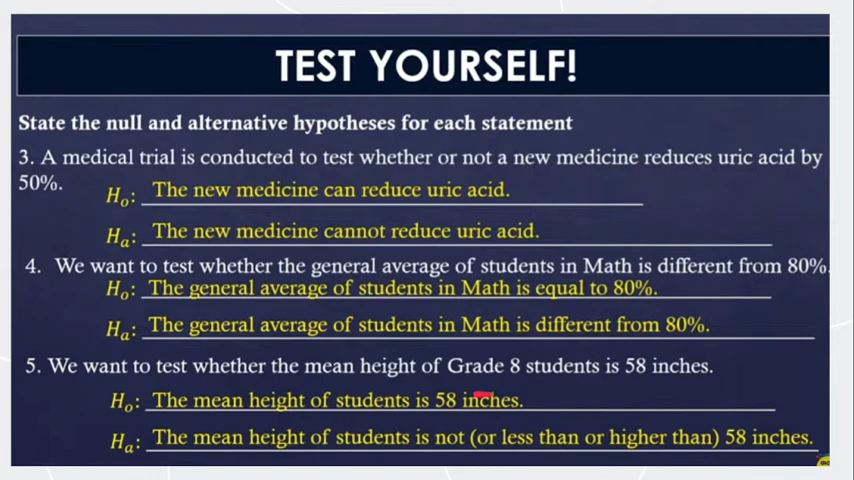 TEST YOURSELF!
State the null and alternative hypotheses for each statement
3. A medical trial is conducted to test whether or not a new medicine reduces uric acid by
50%.
Hₒ: The new medicine can reduce uric acid.
Hₐ: The new medicine cannot reduce uric acid.
4. We want to test whether the general average of students in Math is different from 80%.
Hₒ: The general average of students in Math is equal to 80%.
Hₐ: The general average of students in Math is different from 80%.
5. We want to test whether the mean height of Grade 8 students is 58 inches.
Hₒ: The mean height of students is 58 inches.
Hₐ: The mean height of students is not (or less than or higher than) 58 inches.